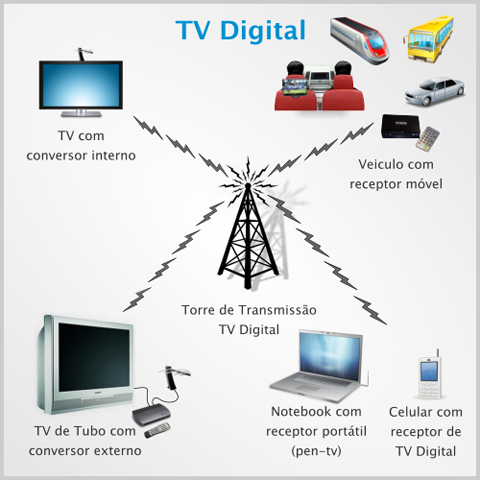 TV Digital
TV com
conversor interno
Veiculo com
receptor móvel
Torre de Transmissão
TV Digital
TV de Tubo com
conversor externo
Notebook com
receptor portátil
(pen-tv)
Celular com
receptor de
TV Digital